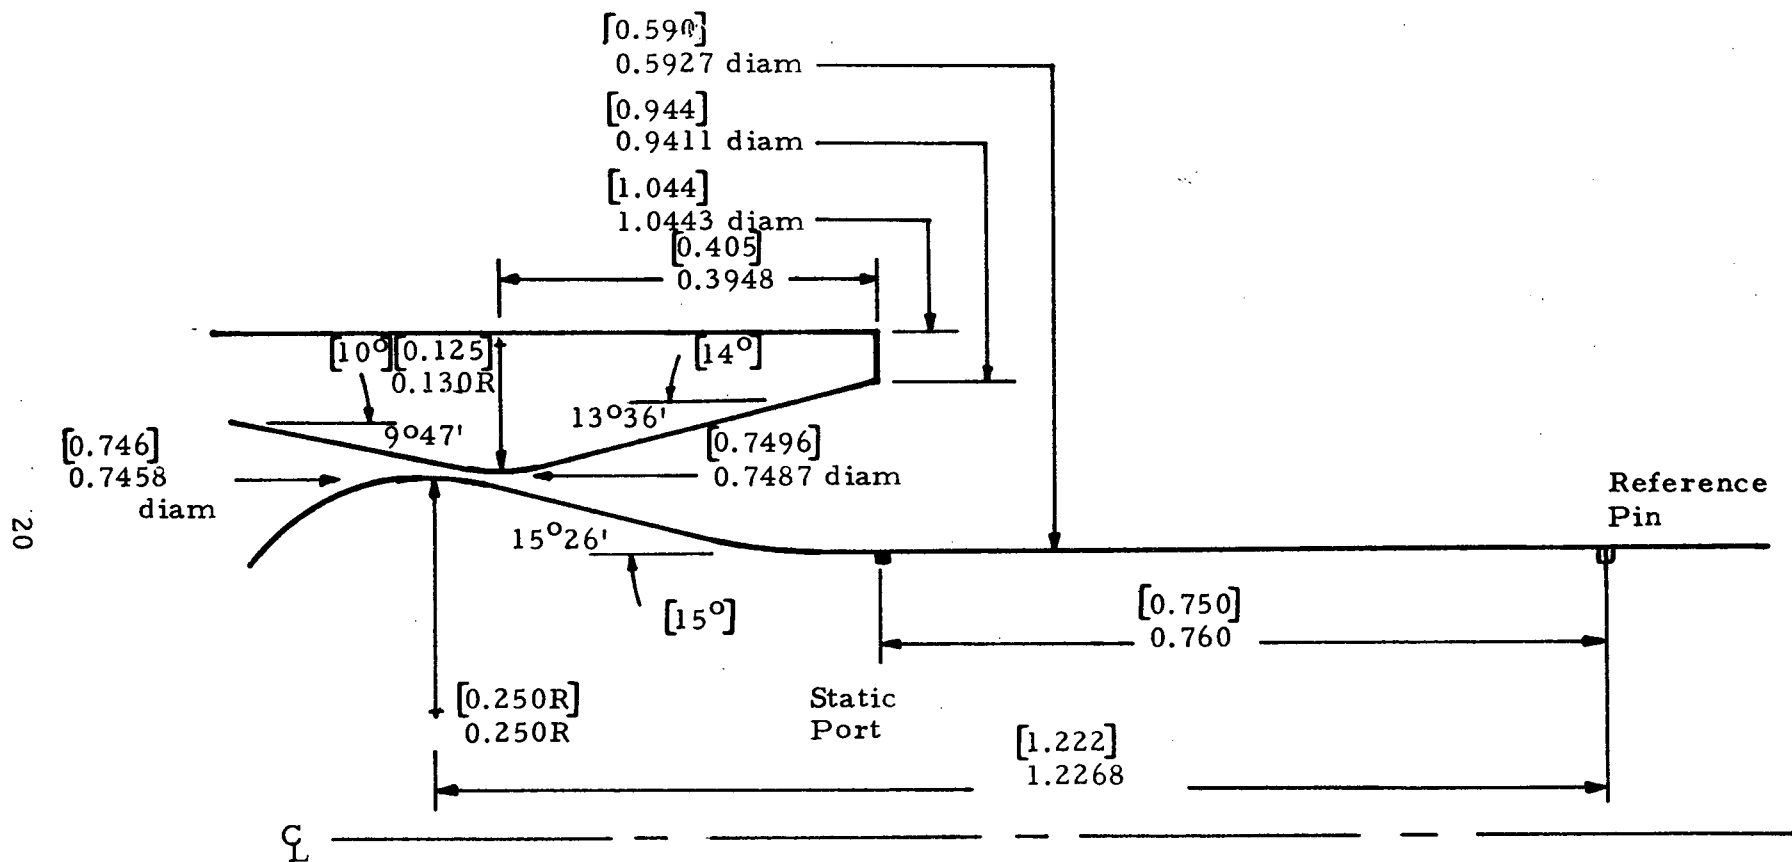 [0.590]
0.5927 diam
[0.944]
0.9411 diam
[1.044]
1.0443 diam
[0.405]
0.3948
[10°] [0.125]
0.130R
[14°]
13°36'
9°47'
[0.746]
0.7458
diam
[0.7496]
0.7487 diam
Reference
Pin
15°26'
[15°]
20
[0.750]
0.760
[0.250R]
0.250R
Static
Port
[1.222]
1.2268
CL